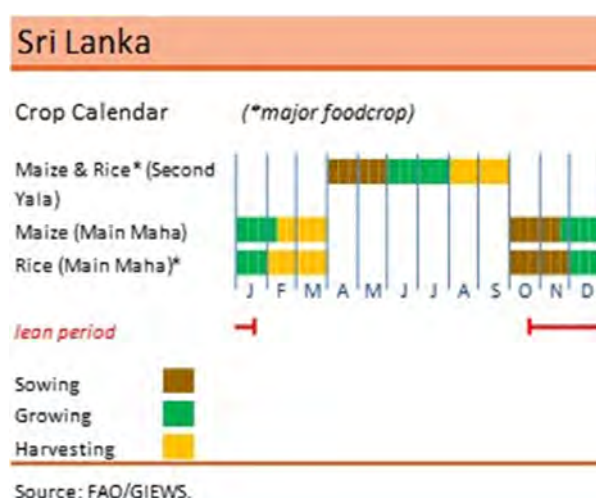 Sri Lanka
Crop Calendar (*major foodcrop)
Maize & Rice* (Second
Yala)
Maize (Main Maha)
Rice (Main Maha)*
J F M A M J J A S O N D
lean period
Sowing
Growing
Harvesting
Source: FAO/GIEWS.